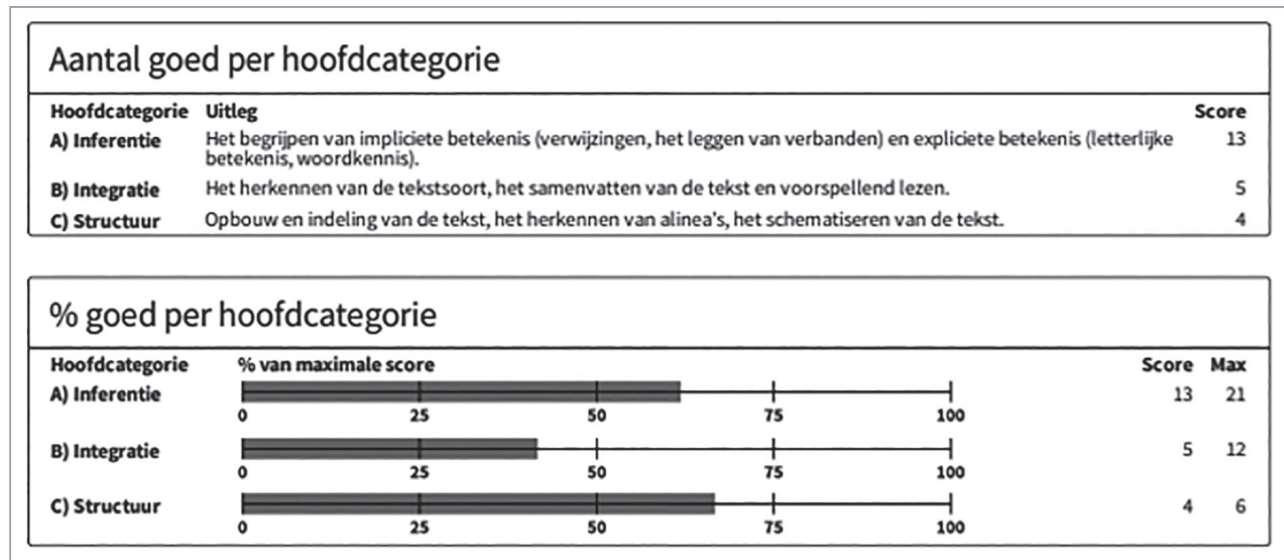 Aantal goed per hoofdcategorie
Hoofdcategorie Uitleg Score
A) Inferentie Het begrijpen van impliciete betekenis (verwijzingen, het leggen van verbanden) en expliciete betekenis (letterlijke 13
betekenis, woordkennis).
B) Integratie Het herkennen van de tekstsoort, het samenvatten van de tekst en voorspellend lezen. 5
C) Structuur Opbouw en indeling van de tekst, het herkennen van alinea's, het schematiseren van de tekst. 4
% goed per hoofdcategorie
Hoofdcategorie % van maximale score Score Max
A) Inferentie 13 21
0 25 50 75 100
B) Integratie 5 12
0 25 50 75 100
C) Structuur 4 6
0 25 50 75 100